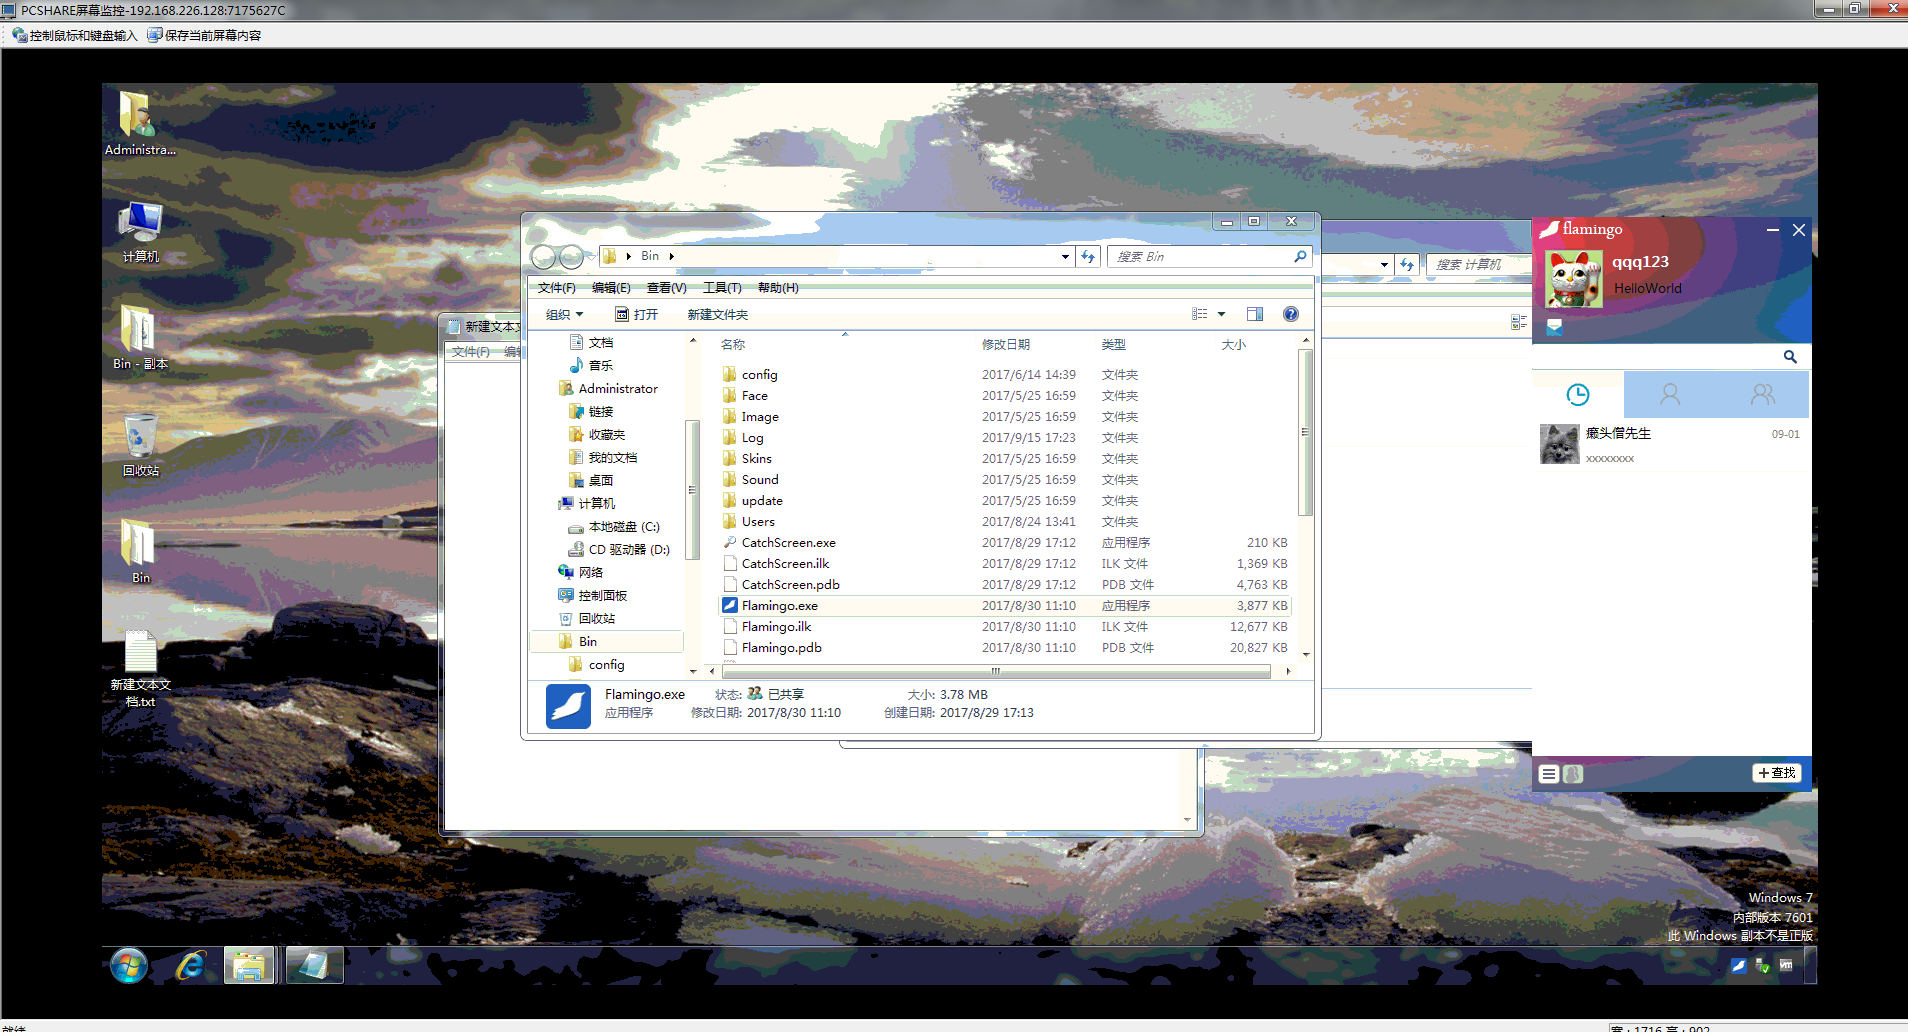 PCSHARE屏幕监控-192.168.226.128:7175627C
控制鼠标和键盘输入 保存当前屏幕内容
Administra...
计算机
Bin - 副本
回收站
Bin
新建文本文
档.txt
新建文本文
文件(F) 编辑
Bin
搜索 Bin
文件(F) 编辑(E) 查看(V) 工具(T) 帮助(H)
组织 打开 新建文件夹
文档
音乐
Administrator
链接
收藏夹
我的文档
桌面
计算机
本地磁盘 (C:)
CD 驱动器 (D:)
网络
控制面板
回收站
Bin
config
名称 修改日期 类型 大小
config 2017/6/14 14:39 文件夹
Face 2017/5/25 16:59 文件夹
Image 2017/5/25 16:59 文件夹
Log 2017/9/15 17:23 文件夹
Skins 2017/5/25 16:59 文件夹
Sound 2017/5/25 16:59 文件夹
update 2017/5/25 16:59 文件夹
Users 2017/8/24 13:41 文件夹
CatchScreen.exe 2017/8/29 17:12 应用程序 210 KB
CatchScreen.ilk 2017/8/29 17:12 ILK 文件 1,369 KB
CatchScreen.pdb 2017/8/29 17:12 PDB 文件 4,763 KB
Flamingo.exe 2017/8/30 11:10 应用程序 3,877 KB
Flamingo.ilk 2017/8/30 11:10 ILK 文件 12,677 KB
Flamingo.pdb 2017/8/30 11:10 PDB 文件 20,827 KB
Flamingo.exe 状态: 已共享 大小: 3.78 MB
应用程序 修改日期: 2017/8/30 11:10 创建日期: 2017/8/29 17:13
搜索 计算机
flamingo
qqq123
HelloWorld
癞头僧先生 09-01
xxxxxxxx
+查找
Windows 7
内部版本 7601
此 Windows 副本不是正版
vm
就绪
宽：1716 高：902